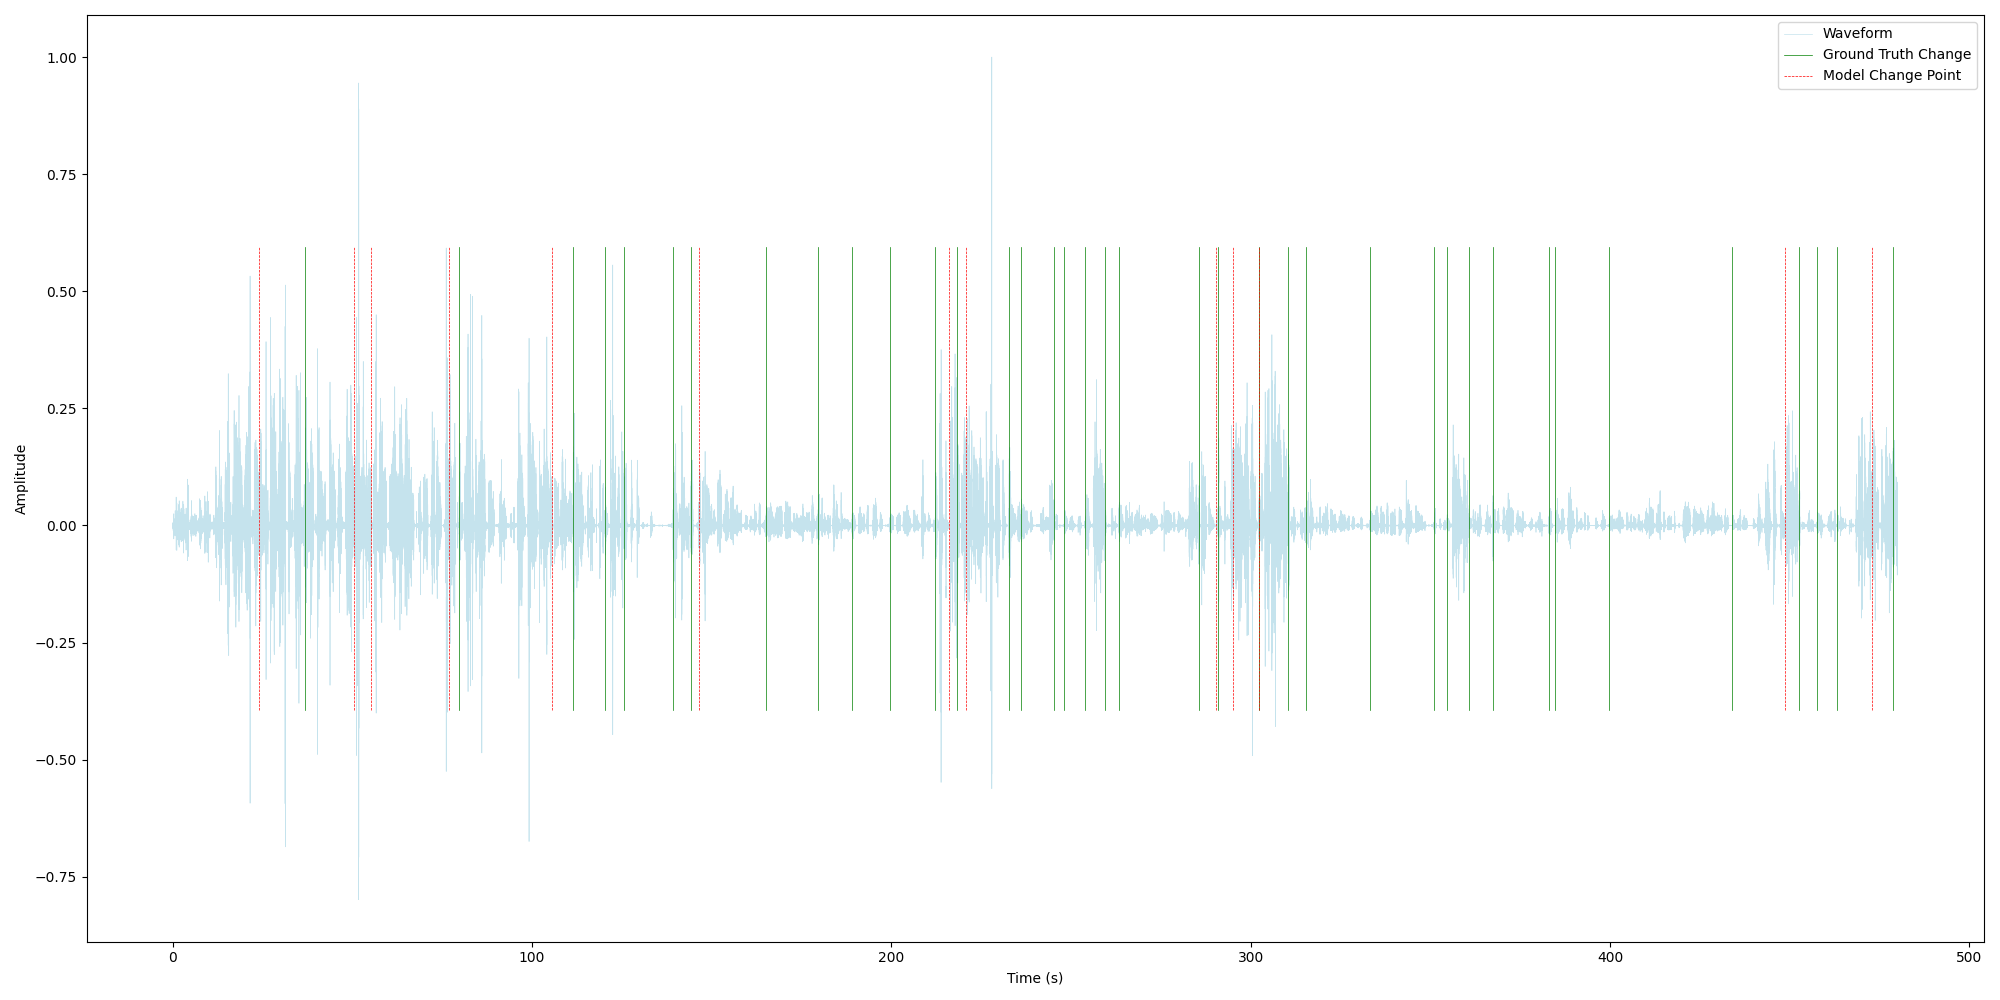 Waveform
Ground Truth Change
Model Change Point
Amplitude
1.00
0.75
0.50
0.25
0.00
−0.25
−0.50
−0.75
0 100 200 300 400 500
Time (s)